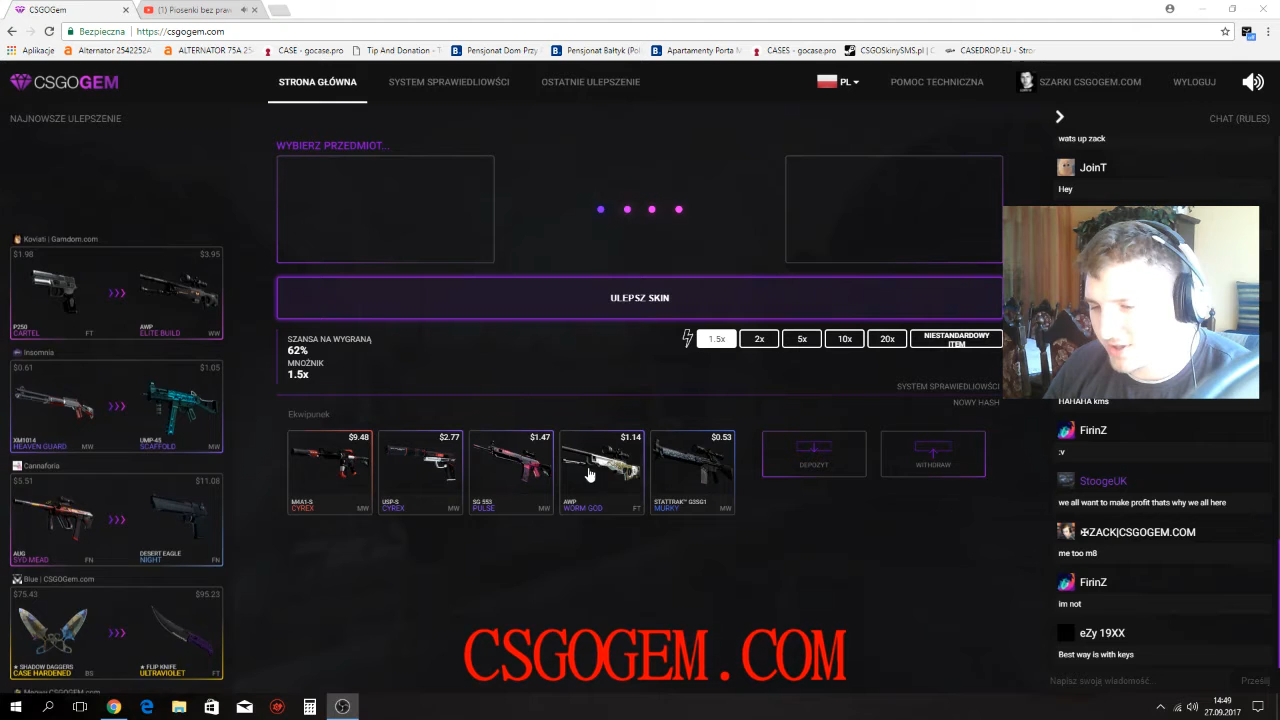 CSGOGem
Piosenki bez praw
Bezpieczna
https://csgogem.com
Aplikacje
Alternator 2542252A
ALTERNATOR 75A 25
CASE - gocase.pro
Tip And Donation - T
Pensjonat Dom Przy
Pensjonat Bałtyk (Pol
Apartamenty Porta M
CASES - gocase.pro
CSGOSkinySMS.pl | C
CASEDROP.EU - Stron
CSGOGEM
STRONA GŁÓWNA
SYSTEM SPRAWIEDLIWOŚCI
OSTATNIE ULEPSZENIE
PL
POMOC TECHNICZNA
SZARKI CSGOGEM.COM
WYLOGUJ
NAJNOWSZE ULEPSZENIE
Koviati | Gamdom.com
$1.98
$3.95
P250
CARTEL
FT
AWP
ELITE BUILD
WW
Insomnia
$0.61
$1.05
XM1014
HEAVEN GUARD
MW
UMP-45
SCAFFOLD
MW
Cannaforia
$5.51
$11.08
AUG
SYD MEAD
FN
DESERT EAGLE
NIGHT
FN
Blue | CSGOGem.com
$75.43
$95.23
★ SHADOW DAGGERS
CASE HARDENED
BS
★ FLIP KNIFE
ULTRAVIOLET
FT
WYBIERZ PRZEDMIOT...
ULEPSZ SKIN
SZANSA NA WYGRANĄ
62%
MNOŻNIK
1.5x
1.5x
2x
5x
10x
20x
NIESTANDARDOWY
ITEM
SYSTEM SPRAWIEDLIWOŚCI
NOWY HASH
Ekwipunek
$9.48
M4A1-S
CYREX
MW
$2.77
USP-S
CYREX
MW
$1.47
SG 553
PULSE
MW
$1.14
AWP
WORM GOD
FT
$0.53
STATTRAK™ G3SG1
MURKY
MW
DEPOZYT
WITHDRAW
CSGOGEM.COM
CHAT (RULES)
wats up zack
JoinT
Hey
HAHAHA kms
FirinZ
:v
StoogeUK
we all want to make profit thats why we all here
✠ZACK|CSGOGEM.COM
me too m8
FirinZ
im not
eZy 19XX
Best way is with keys
Napisz swoją wiadomość...
Prześlij
14:49
27.09.2017